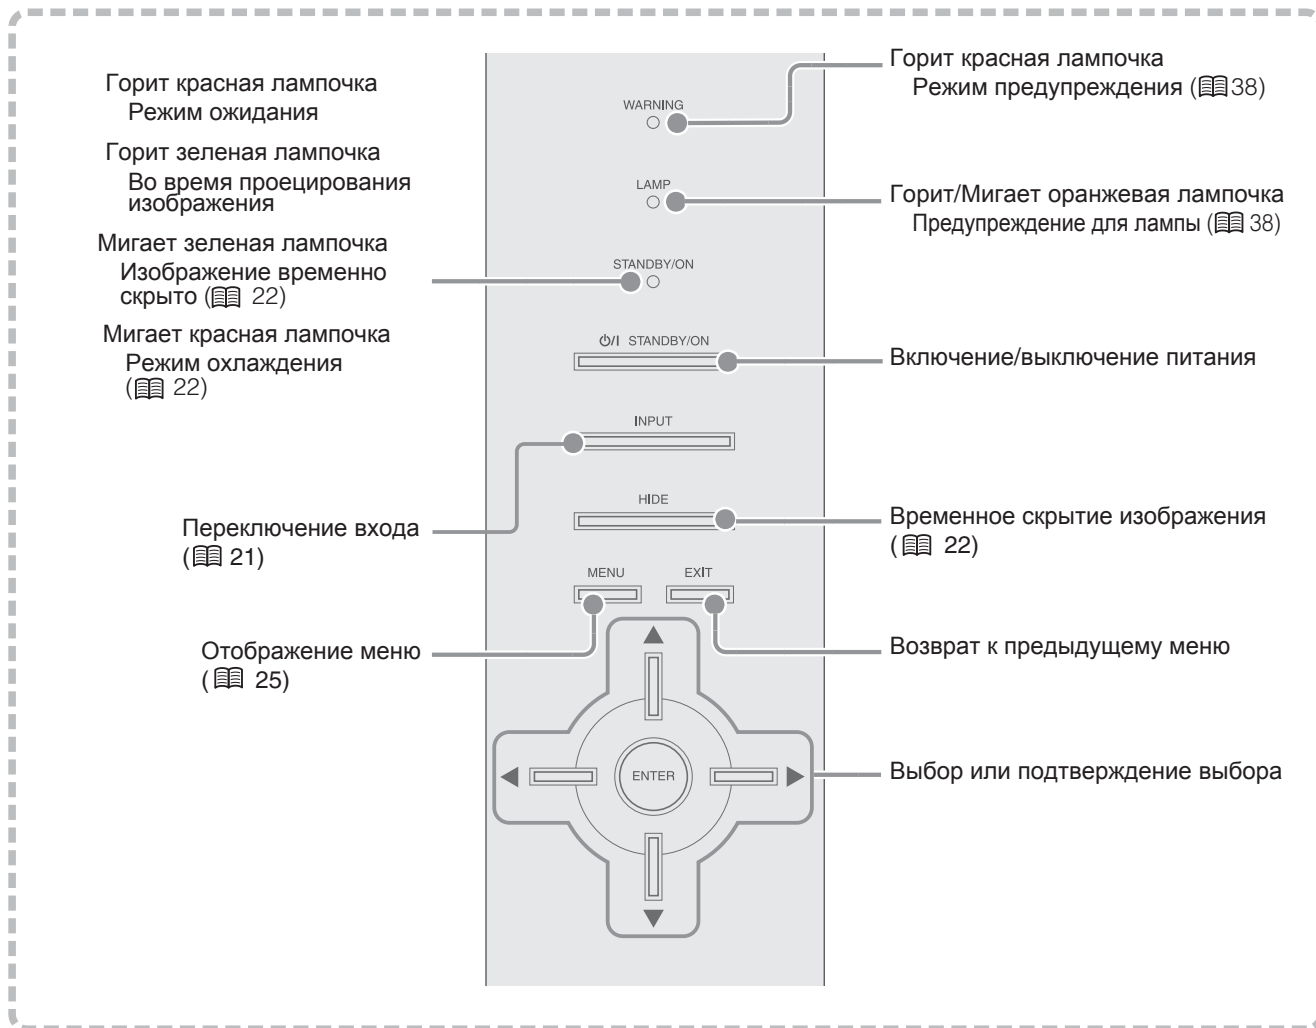 Горит красная лампочка
Режим ожидания
Горит зеленая лампочка
Во время проецирования
изображения
Мигает зеленая лампочка
Изображение временно
скрыто ( 22)
Мигает красная лампочка
Режим охлаждения
( 22)
Переключение входа
( 21)
Отображение меню
( 25)
WARNING
LAMP
STANDBY/ON
⏻/I STANDBY/ON
INPUT
HIDE
MENU
EXIT
ENTER
Горит красная лампочка
Режим предупреждения ( 38)
Горит/Мигает оранжевая лампочка
Предупреждение для лампы ( 38)
Включение/выключение питания
Временное скрытие изображения
( 22)
Возврат к предыдущему меню
Выбор или подтверждение выбора